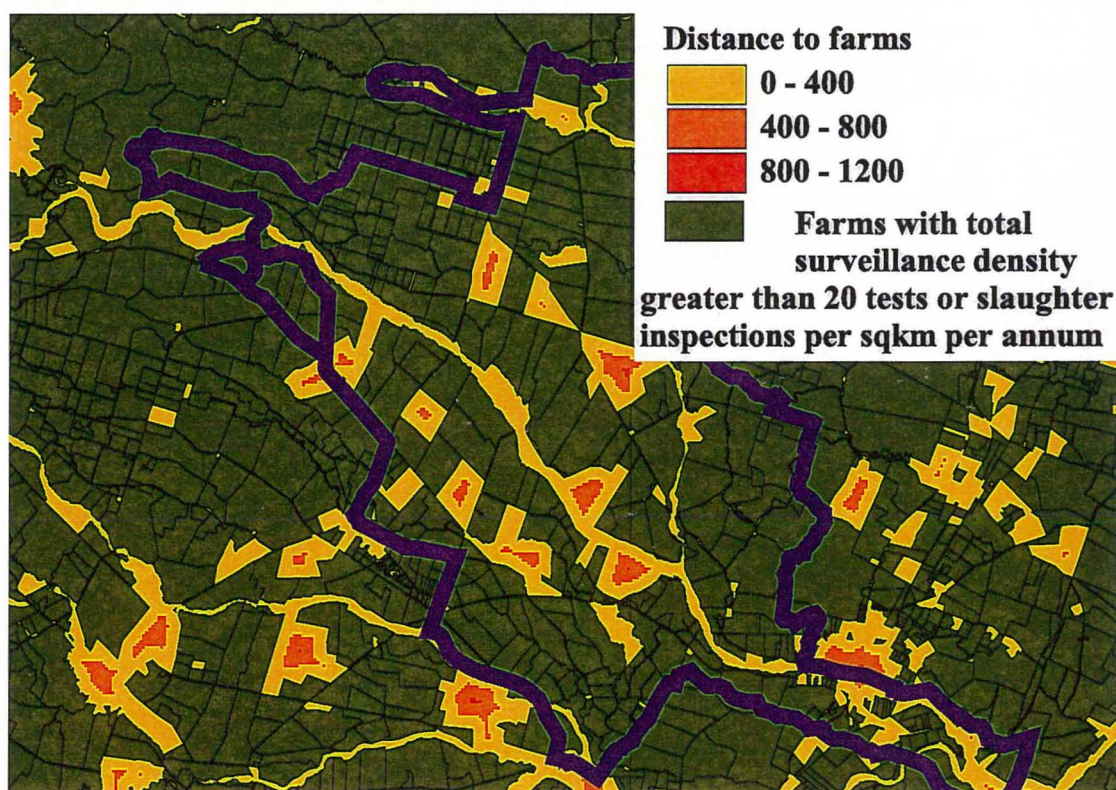 Distance to farms
0 - 400
400 - 800
800 - 1200
Farms with total
surveillance density
greater than 20 tests or slaughter
inspections per sqkm per annum